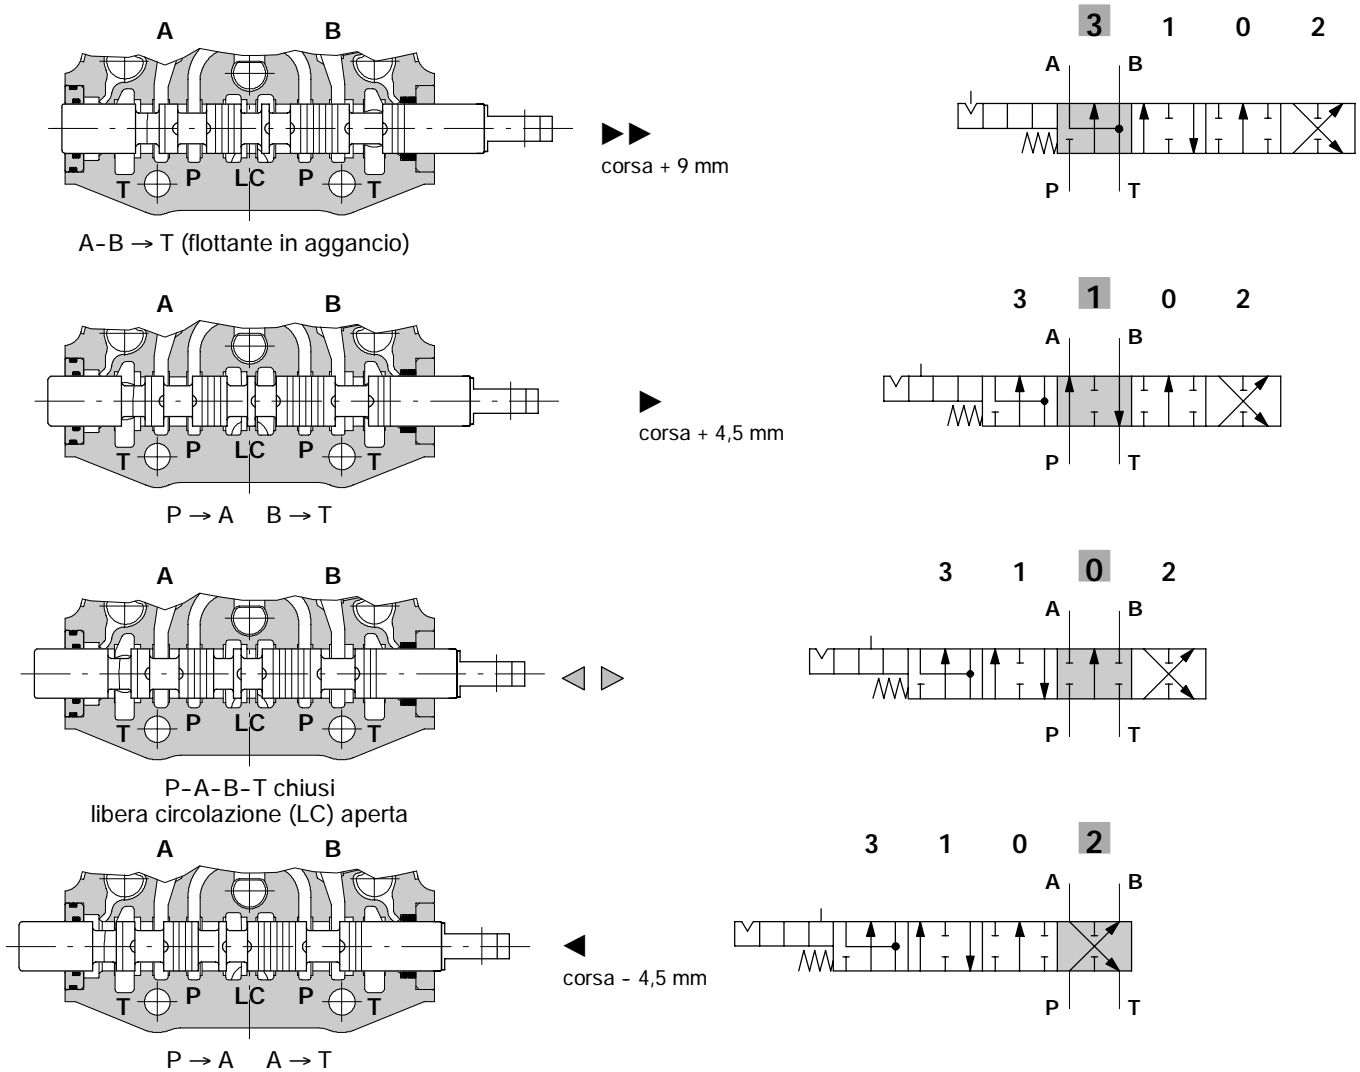 A B
3 1 0 2
A B
corsa + 9 mm
T P LC P T
P T
A-B → T (flottante in aggancio)
A B
3 1 0 2
A B
corsa + 4,5 mm
T P LC P T
P T
P → A B → T
A B
3 1 0 2
A B
T P LC P T
P T
P-A-B-T chiusi
libera circolazione (LC) aperta
A B
3 1 0 2
A B
corsa - 4,5 mm
T P LC P T
P T
P → A A → T